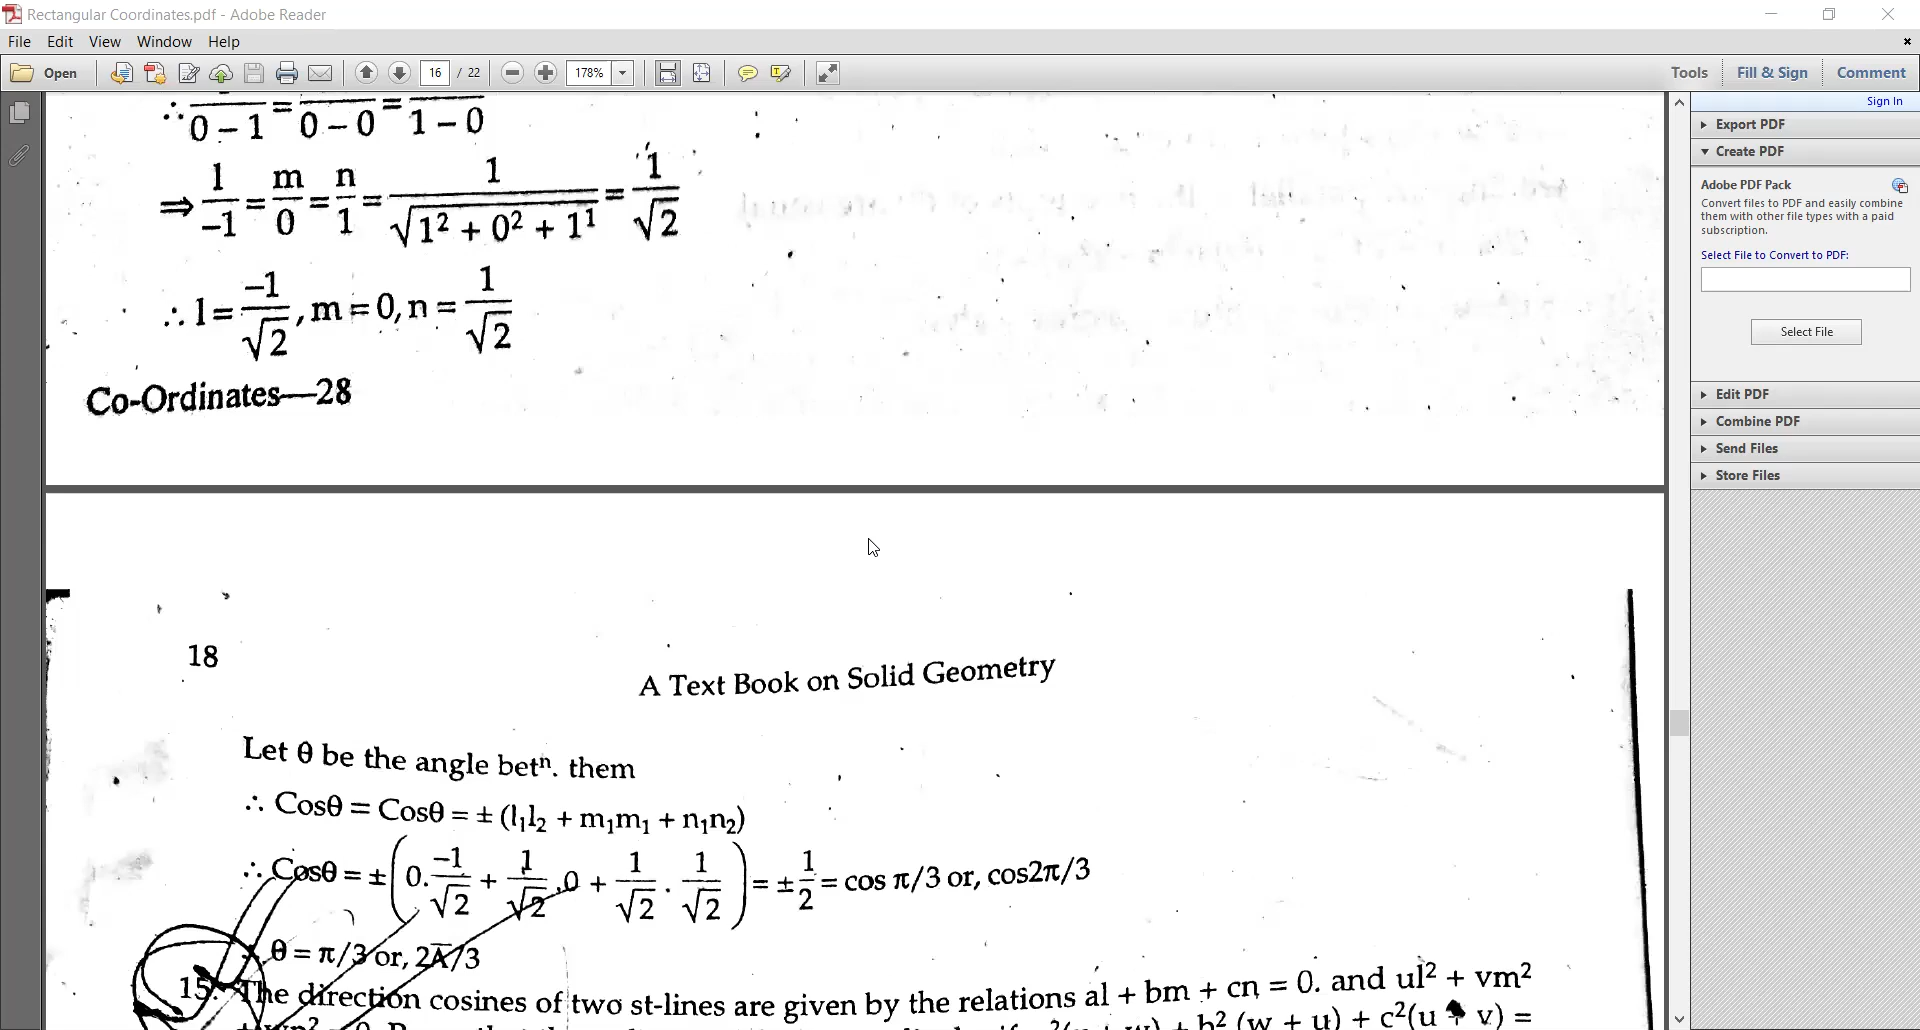 Rectangular Coordinates.pdf - Adobe Reader
File Edit View Window Help
Open 16 / 22 178% Tools Fill & Sign Comment
Sign In
Export PDF
Create PDF
Adobe PDF Pack
Convert files to PDF and easily combine
them with other file types with a paid
subscription.
Select File to Convert to PDF:
Select File
Edit PDF
Combine PDF
Send Files
Store Files
∴ /(0 – 1) = /(0 – 0) = /(1 – 0)
⇒ l/–1 = m/0 = n/1 = 1/√(1² + 0² + 1¹) = 1/√2
∴ l = –1/√2, m = 0, n = 1/√2
Co-Ordinates—28
18
A Text Book on Solid Geometry
Let θ be the angle betⁿ. them
∴ Cosθ = Cosθ = ± (l₁l₂ + m₁m₁ + n₁n₂)
∴ Cosθ = ± (0. –1/√2 + 1/√2 .0 + 1/√2 . 1/√2) = ± 1/2 = cos π/3 or, cos2π/3
θ = π/3 or, 2A̅/3
15. The direction cosines of two st-lines are given by the relations al + bm + cn = 0. and ul² + vm²
b² (w + u) + c²(u + v) =